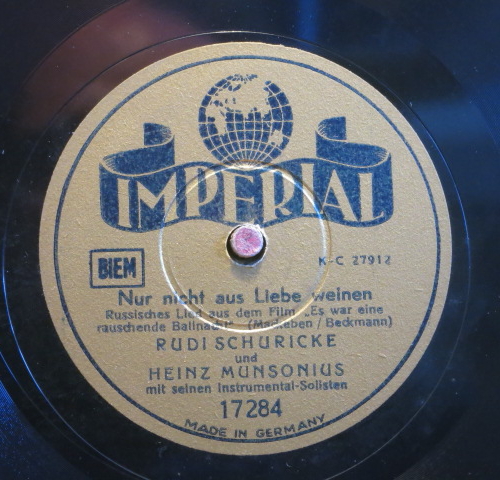 IMPERIAL
K-C 27912
BIEM
Nur nicht aus Liebe weinen
Russisches Lied aus dem Film „Es war eine
rauschende Ballnacht" (Mackeben / Beckmann)
RUDI SCHURICKE
und
HEINZ MUNSONIUS
mit seinen Instrumental-Solisten
17284
MADE IN GERMANY